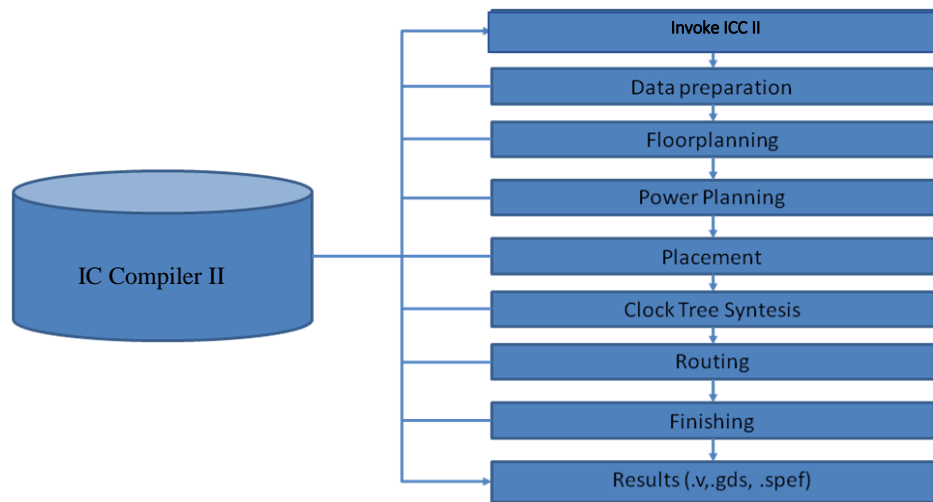 Invoke ICC II
Data preparation
Floorplanning
Power Planning
Placement
IC Compiler II
Clock Tree Syntesis
Routing
Finishing
Results (.v,.gds, .spef)